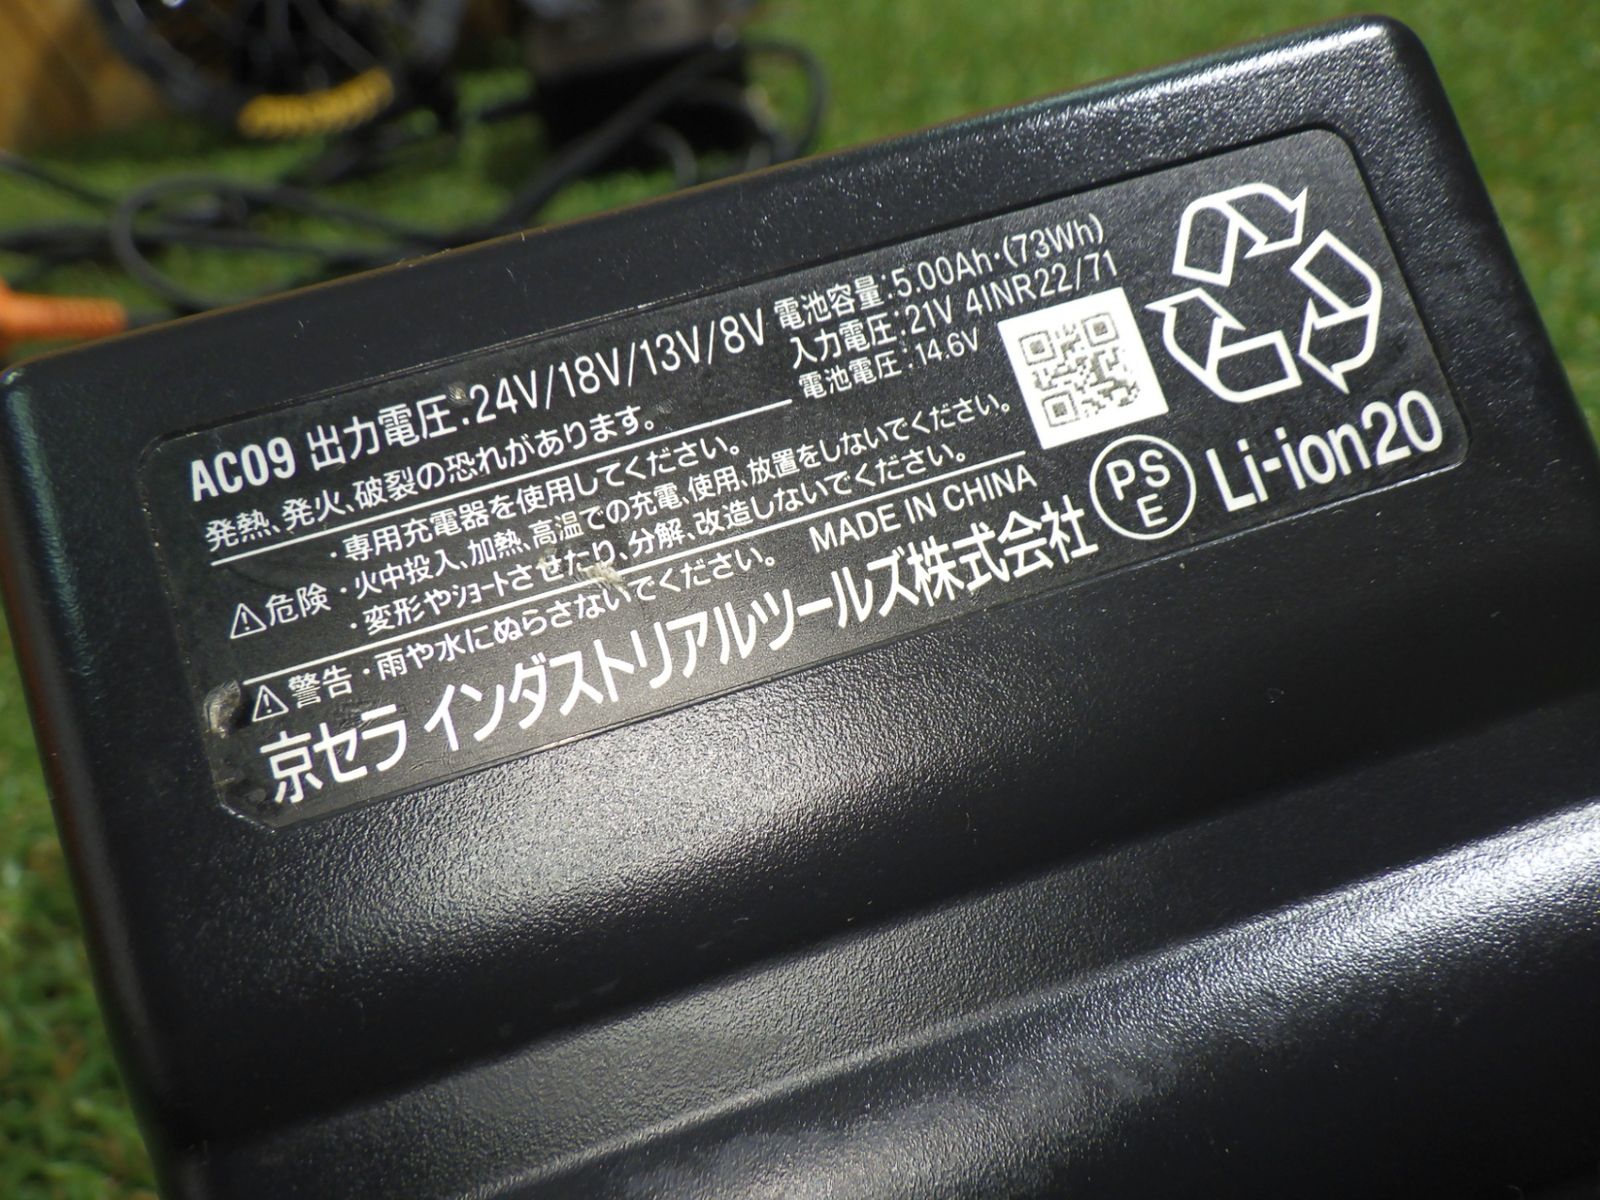 AC09 出力電圧:24V/18V/13V/8V
電池容量:5.00Ah・(73Wh)
入力電圧:21V 4INR22/71
電池電圧:14.6V
発熱、発火、破裂の恐れがあります。
⚠危険
・専用充電器を使用してください。
・火中投入、加熱、高温での充電、使用、放置をしないでください。
・変形やショートさせたり、分解、改造しないでください。
⚠警告・雨や水にぬらさないでください。
MADE IN CHINA
京セラ インダストリアルツールズ株式会社
PSE
Li-ion20